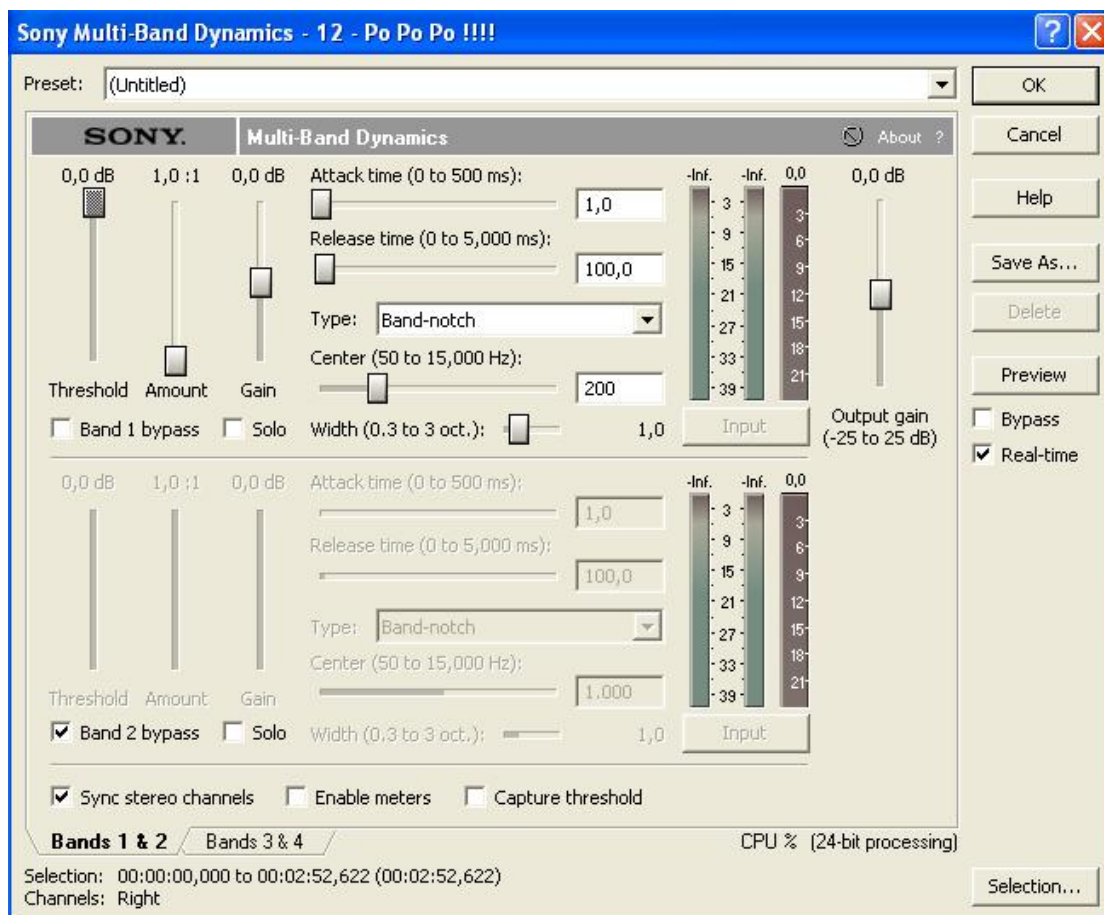 Sony Multi-Band Dynamics - 12 - Po Po Po !!!!
Preset: (Untitled)
OK
SONY. Multi-Band Dynamics About ?
Cancel
0,0 dB 1,0 :1 0,0 dB
Threshold Amount Gain
Band 1 bypass Solo
Attack time (0 to 500 ms):
1,0
Release time (0 to 5,000 ms):
100,0
Type: Band-notch
Center (50 to 15,000 Hz):
200
Width (0.3 to 3 oct.): 1,0
-Inf. -Inf. 0,0
3
9
15
21
27
33
39
3
6
9
12
15
18
21
Input
0,0 dB
Output gain
(-25 to 25 dB)
Help
Save As...
Delete
Preview
Bypass
Real-time
0,0 dB 1,0 :1 0,0 dB
Threshold Amount Gain
Band 2 bypass Solo
Attack time (0 to 500 ms):
1,0
Release time (0 to 5,000 ms):
100,0
Type: Band-notch
Center (50 to 15,000 Hz):
1.000
Width (0.3 to 3 oct.): 1,0
-Inf. -Inf. 0,0
3
9
15
21
27
33
39
3
6
9
12
15
18
21
Input
Sync stereo channels Enable meters Capture threshold
Bands 1 & 2 Bands 3 & 4 CPU % (24-bit processing)
Selection: 00:00:00,000 to 00:02:52,622 (00:02:52,622)
Channels: Right
Selection...